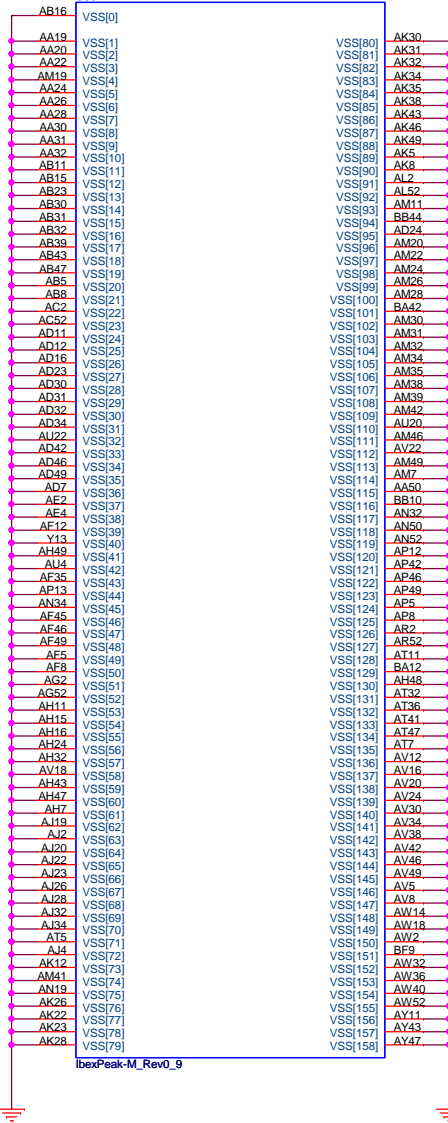 AB16 VSS[0]
AA19 VSS[1] VSS[80] AK30
AA20 VSS[2] VSS[81] AK31
AA22 VSS[3] VSS[82] AK32
AM19 VSS[4] VSS[83] AK34
AA24 VSS[5] VSS[84] AK35
AA26 VSS[6] VSS[85] AK38
AA28 VSS[7] VSS[86] AK43
AA30 VSS[8] VSS[87] AK46
AA31 VSS[9] VSS[88] AK49
AA32 VSS[10] VSS[89] AK5
AB11 VSS[11] VSS[90] AK8
AB15 VSS[12] VSS[91] AL2
AB23 VSS[13] VSS[92] AL52
AB30 VSS[14] VSS[93] AM11
AB31 VSS[15] VSS[94] BB44
AB32 VSS[16] VSS[95] AD24
AB39 VSS[17] VSS[96] AM20
AB43 VSS[18] VSS[97] AM22
AB47 VSS[19] VSS[98] AM24
AB5 VSS[20] VSS[99] AM26
AB8 VSS[21] VSS[100] AM28
AC2 VSS[22] VSS[101] BA42
AC52 VSS[23] VSS[102] AM30
AD11 VSS[24] VSS[103] AM31
AD12 VSS[25] VSS[104] AM32
AD16 VSS[26] VSS[105] AM34
AD23 VSS[27] VSS[106] AM35
AD30 VSS[28] VSS[107] AM38
AD31 VSS[29] VSS[108] AM39
AD32 VSS[30] VSS[109] AM42
AD34 VSS[31] VSS[110] AU20
AU22 VSS[32] VSS[111] AM46
AD42 VSS[33] VSS[112] AV22
AD46 VSS[34] VSS[113] AM49
AD49 VSS[35] VSS[114] AM7
AD7 VSS[36] VSS[115] AA50
AE2 VSS[37] VSS[116] BB10
AE4 VSS[38] VSS[117] AN32
AF12 VSS[39] VSS[118] AN50
Y13 VSS[40] VSS[119] AN52
AH49 VSS[41] VSS[120] AP12
AU4 VSS[42] VSS[121] AP42
AF35 VSS[43] VSS[122] AP46
AP13 VSS[44] VSS[123] AP49
AN34 VSS[45] VSS[124] AP5
AF45 VSS[46] VSS[125] AP8
AF46 VSS[47] VSS[126] AR2
AF49 VSS[48] VSS[127] AR52
AF5 VSS[49] VSS[128] AT11
AF8 VSS[50] VSS[129] BA12
AG2 VSS[51] VSS[130] AH48
AG52 VSS[52] VSS[131] AT32
AH11 VSS[53] VSS[132] AT36
AH15 VSS[54] VSS[133] AT41
AH16 VSS[55] VSS[134] AT47
AH24 VSS[56] VSS[135] AT7
AH32 VSS[57] VSS[136] AV12
AV18 VSS[58] VSS[137] AV16
AH43 VSS[59] VSS[138] AV20
AH47 VSS[60] VSS[139] AV24
AH7 VSS[61] VSS[140] AV30
AJ19 VSS[62] VSS[141] AV34
AJ2 VSS[63] VSS[142] AV38
AJ20 VSS[64] VSS[143] AV42
AJ22 VSS[65] VSS[144] AV46
AJ23 VSS[66] VSS[145] AV49
AJ26 VSS[67] VSS[146] AV5
AJ28 VSS[68] VSS[147] AV8
AJ32 VSS[69] VSS[148] AW14
AJ34 VSS[70] VSS[149] AW18
AT5 VSS[71] VSS[150] AW2
AJ4 VSS[72] VSS[151] BF9
AK12 VSS[73] VSS[152] AW32
AM41 VSS[74] VSS[153] AW36
AN19 VSS[75] VSS[154] AW40
AK26 VSS[76] VSS[155] AW52
AK22 VSS[77] VSS[156] AY11
AK23 VSS[78] VSS[157] AY43
AK28 VSS[79] VSS[158] AY47
IbexPeak-M_Rev0_9